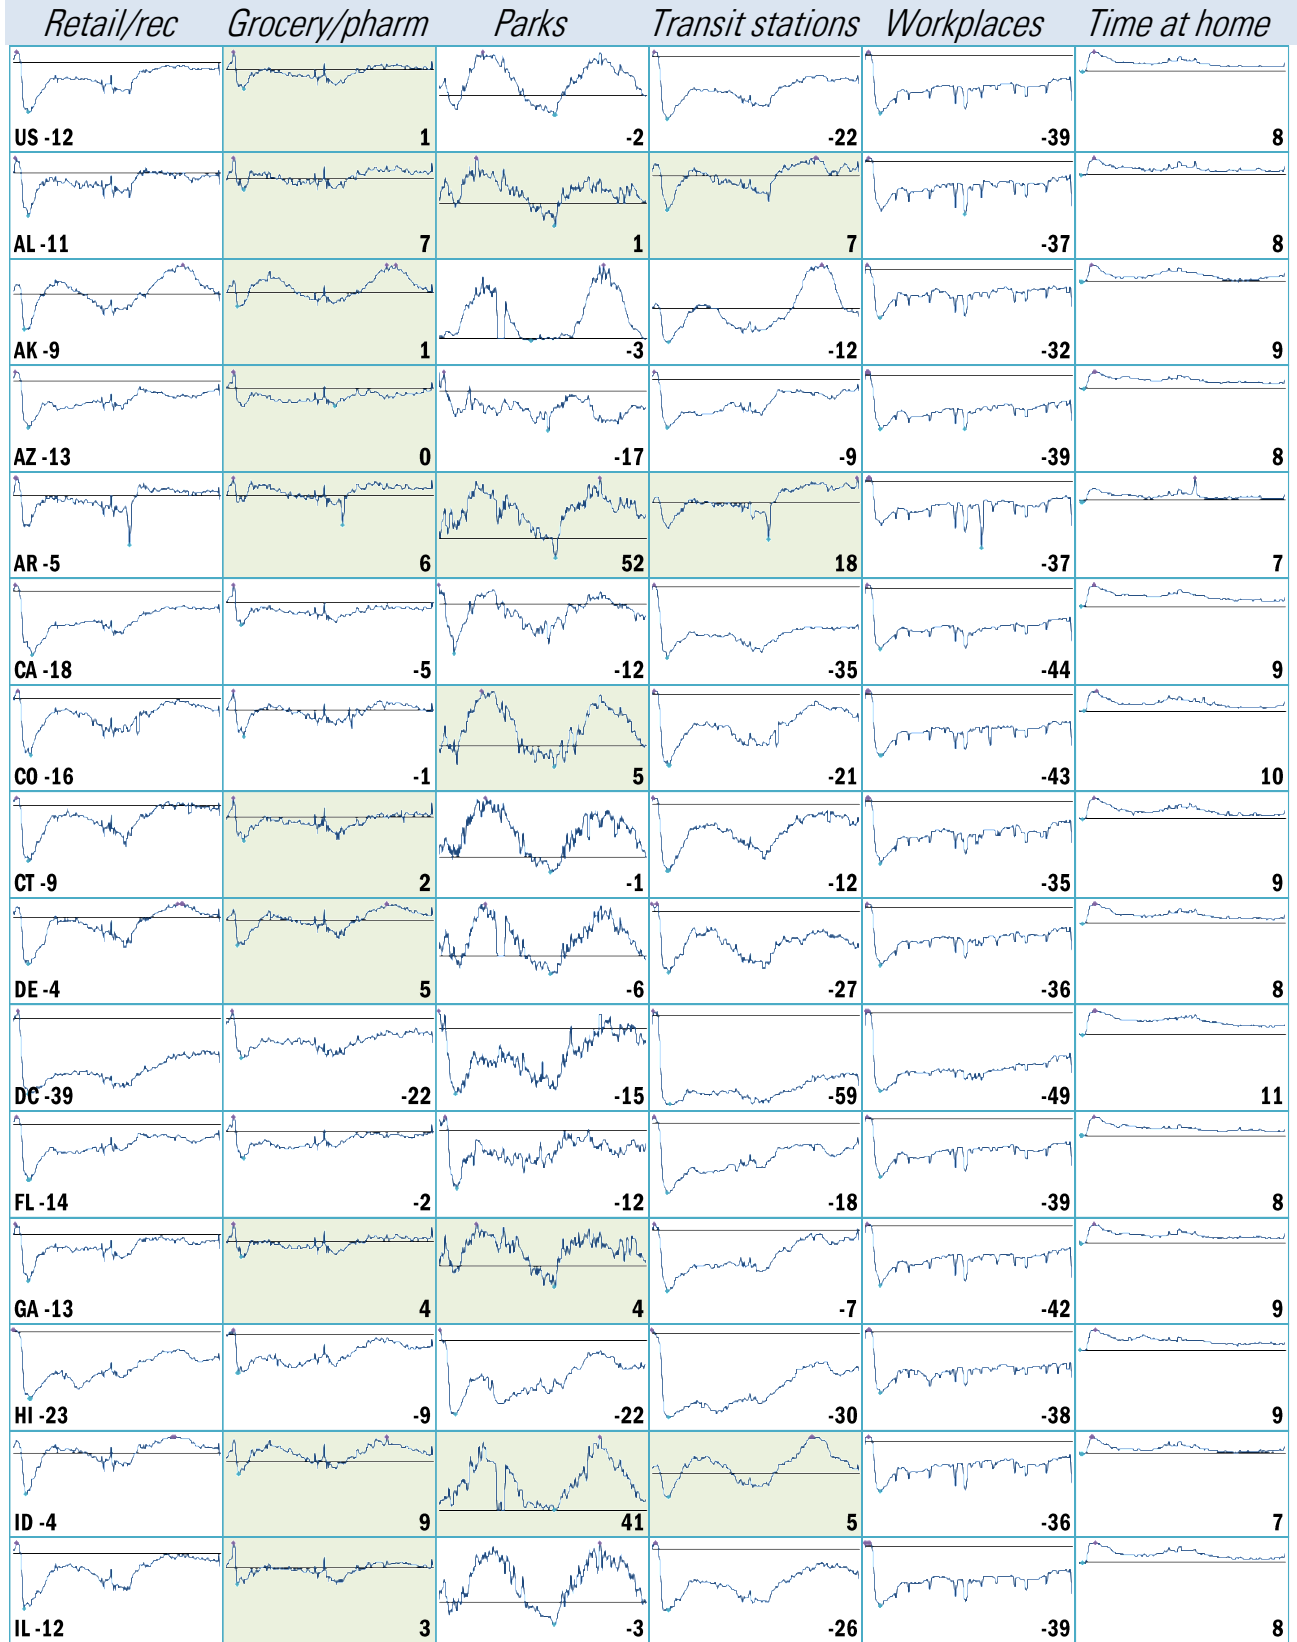 Retail/rec Grocery/pharm Parks Transit stations Workplaces Time at home
US -12 1 -2 -22 -39 8
AL -11 7 1 7 -37 8
AK -9 1 -3 -12 -32 9
AZ -13 0 -17 -9 -39 8
AR -5 6 52 18 -37 7
CA -18 -5 -12 -35 -44 9
CO -16 -1 5 -21 -43 10
CT -9 2 -1 -12 -35 9
DE -4 5 -6 -27 -36 8
DC -39 -22 -15 -59 -49 11
FL -14 -2 -12 -18 -39 8
GA -13 4 4 -7 -42 9
HI -23 -9 -22 -30 -38 9
ID -4 9 41 5 -36 7
IL -12 3 -3 -26 -39 8